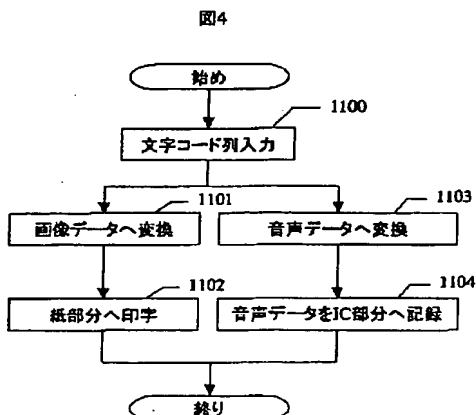 図4
始め
1100
文字コード列入力
1101
画像データへ変換
1103
音声データへ変換
1102
紙部分へ印字
1104
音声データをIC部分へ記録
終り